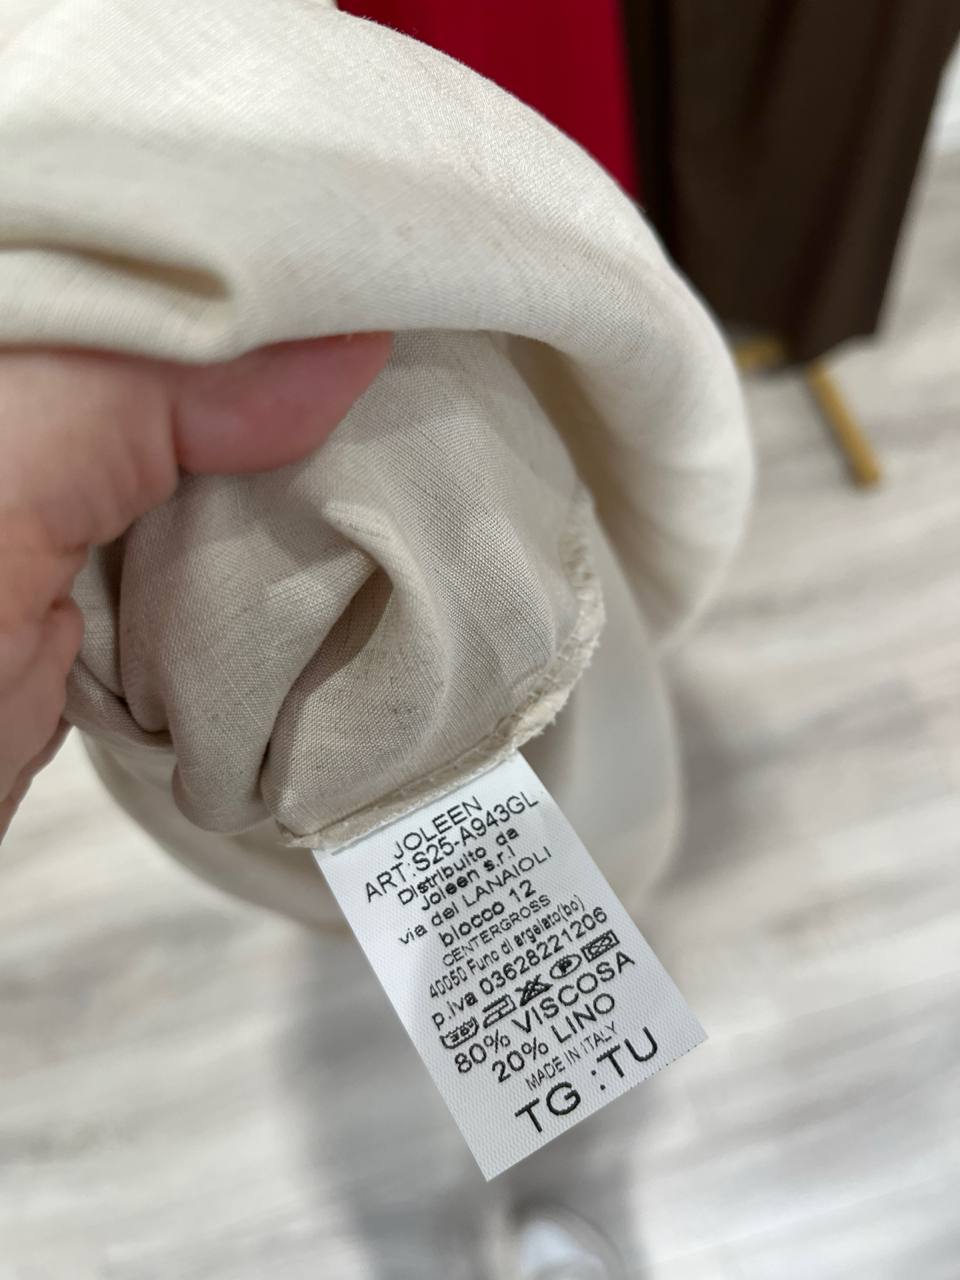 JOLEEN
ART:S25-A943GL
Distribuito da
Joleen s.r.l
via dei LANAIOLI
blocco 12
CENTERGROSS
40050 Funo di argelato(bo)
p.iva 03628221206
80% VISCOSA
20% LINO
MADE IN ITALY
TG :TU